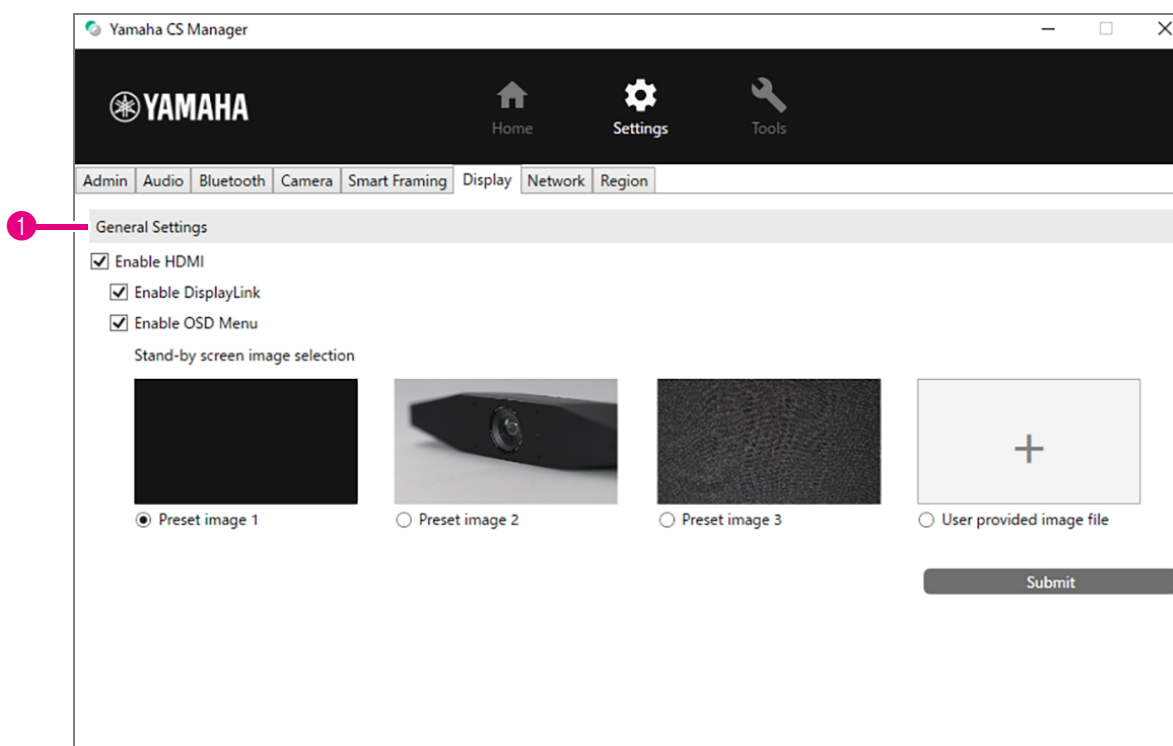 Yamaha CS Manager
YAMAHA
Home Settings Tools
Admin Audio Bluetooth Camera Smart Framing Display Network Region
1 General Settings
Enable HDMI
Enable DisplayLink
Enable OSD Menu
Stand-by screen image selection
Preset image 1 Preset image 2 Preset image 3 User provided image file
Submit